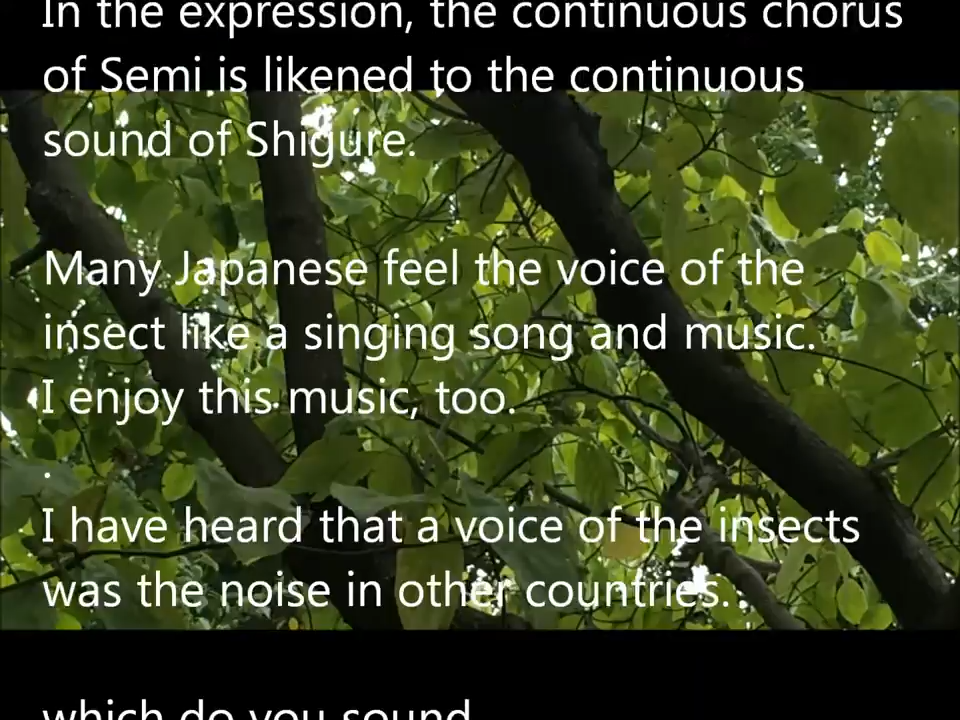 In the expression, the continuous chorus
of Semi is likened to the continuous
sound of Shigure.
Many Japanese feel the voice of the
insect like a singing song and music.
I enjoy this music, too.
.
I have heard that a voice of the insects
was the noise in other countries.
which do you sound